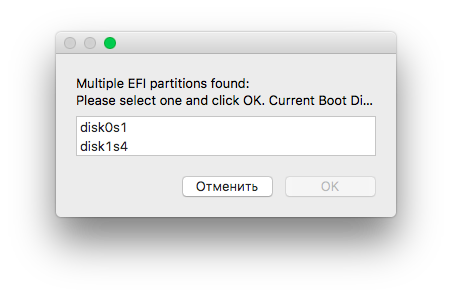 Multiple EFI partitions found:
Please select one and click OK. Current Boot Di...
disk0s1
disk1s4
Отменить
OK